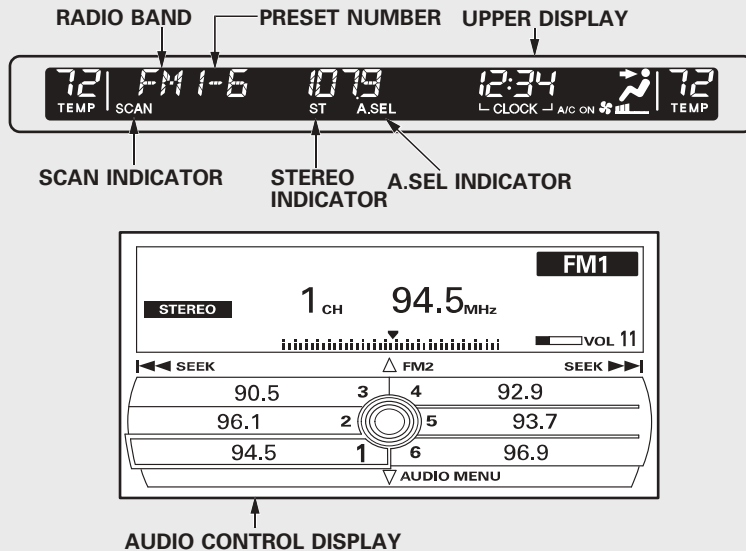 RADIO BAND PRESET NUMBER UPPER DISPLAY
72 FM1-6 1079 12:34 72
TEMP SCAN ST A.SEL CLOCK A/C ON TEMP
SCAN INDICATOR STEREO INDICATOR A.SEL INDICATOR
FM1
STEREO 1 CH 94.5 MHz
VOL 11
SEEK FM2 SEEK
90.5 3 4 92.9
96.1 2 5 93.7
94.5 1 6 96.9
AUDIO MENU
AUDIO CONTROL DISPLAY